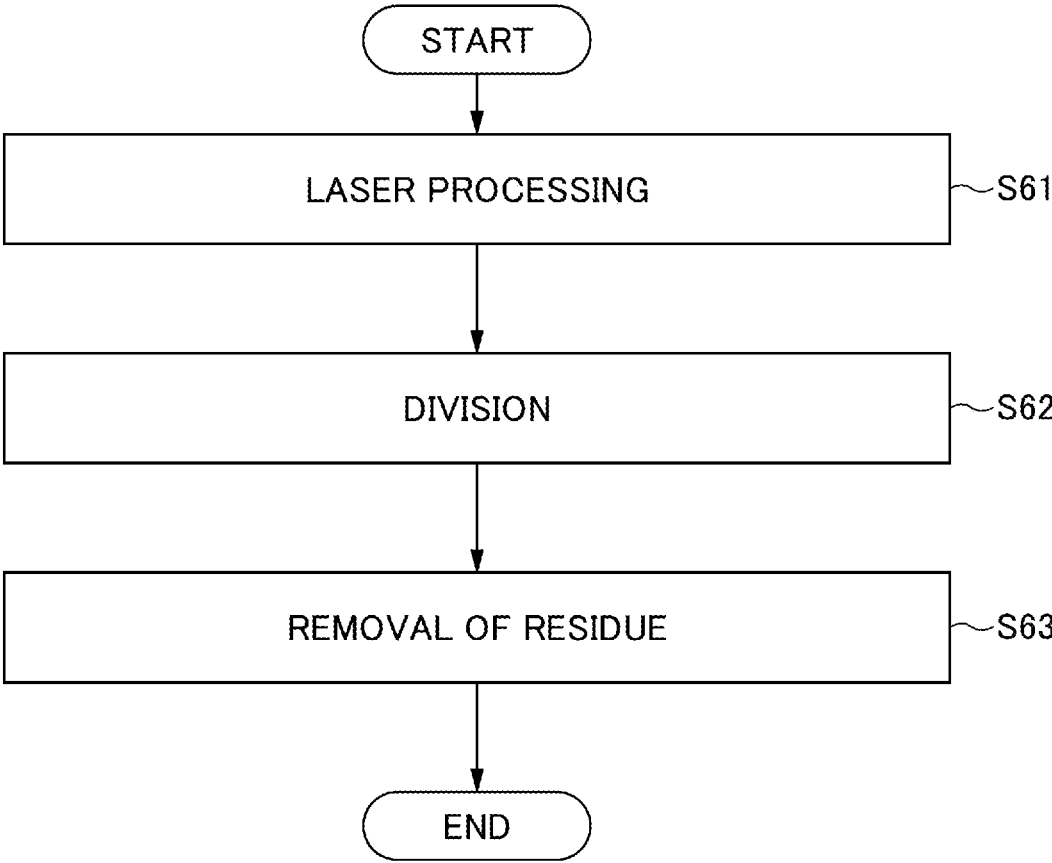 START
LASER PROCESSING
S61
DIVISION
S62
REMOVAL OF RESIDUE
S63
END